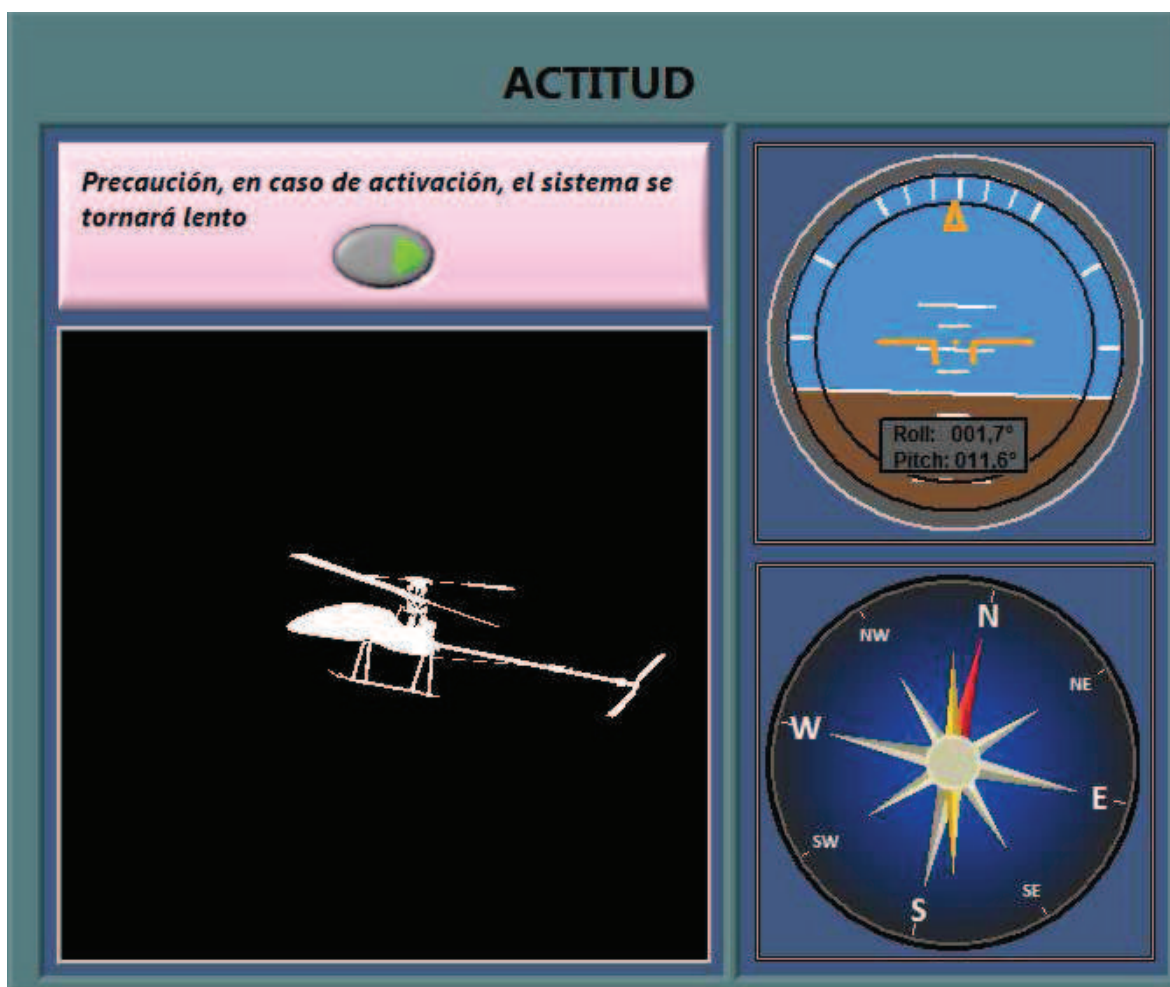 ACTITUD
Precaución, en caso de activación, el sistema se
tornará lento
Roll: 001,7°
Pitch: 011,6°
N
NW
NE
W
E
SW
SE
S